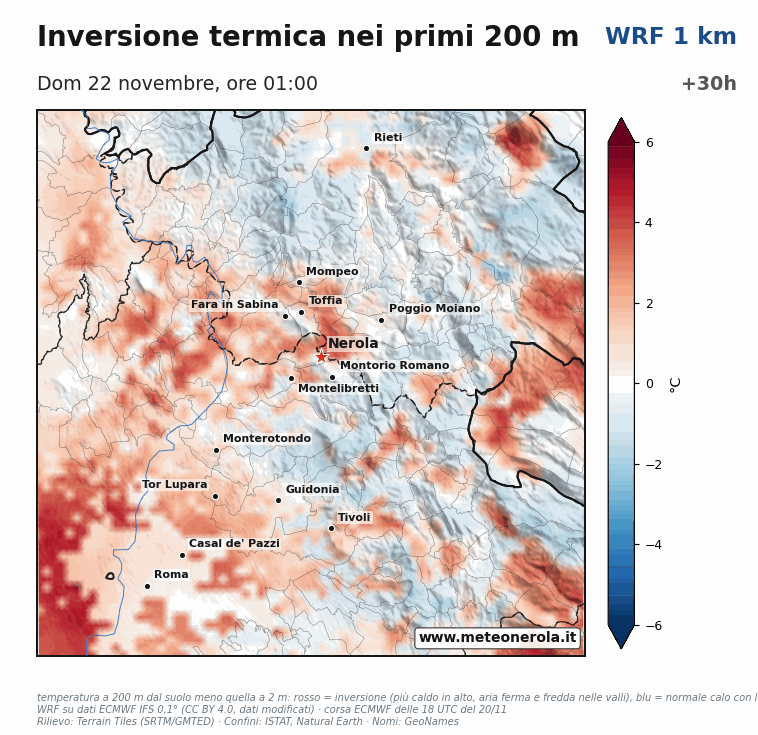 Inversione termica nei primi 200 m
WRF 1 km
Dom 22 novembre, ore 01:00
+30h
Rieti
Mompeo
Fara in Sabina
Toffia
Poggio Moiano
Nerola
Montorio Romano
Montelibretti
Monterotondo
Tor Lupara
Guidonia
Tivoli
Casal de' Pazzi
Roma
www.meteonerola.it
6
4
2
0
−2
−4
−6
°C
temperatura a 200 m dal suolo meno quella a 2 m: rosso = inversione (più caldo in alto, aria ferma e fredda nelle valli), blu = normale calo con l
WRF su dati ECMWF IFS 0,1° (CC BY 4.0, dati modificati) · corsa ECMWF delle 18 UTC del 20/11
Rilievo: Terrain Tiles (SRTM/GMTED) · Confini: ISTAT, Natural Earth · Nomi: GeoNames